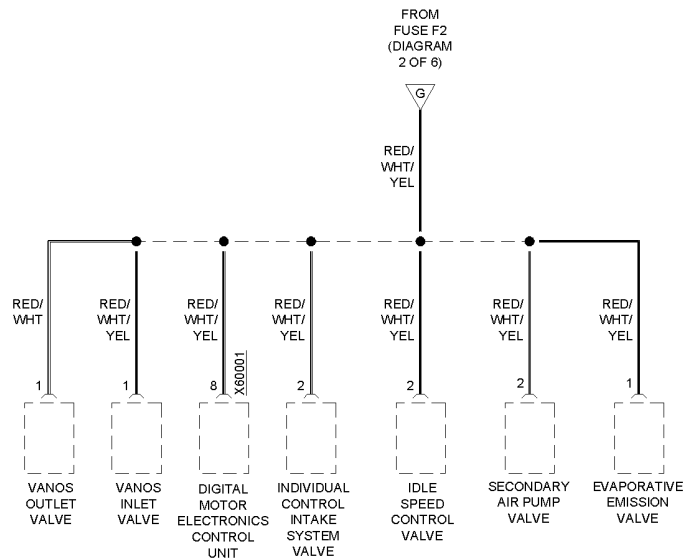 FROM
FUSE F2
(DIAGRAM
2 OF 6)
G
RED/
WHT/
YEL
RED/
WHT
RED/
WHT/
YEL
RED/
WHT/
YEL
RED/
WHT/
YEL
RED/
WHT/
YEL
RED/
WHT/
YEL
RED/
WHT/
YEL
1
1
8
X60001
2
2
2
1
VANOS
OUTLET
VALVE
VANOS
INLET
VALVE
DIGITAL
MOTOR
ELECTRONICS
CONTROL
UNIT
INDIVIDUAL
CONTROL
INTAKE
SYSTEM
VALVE
IDLE
SPEED
CONTROL
VALVE
SECONDARY
AIR PUMP
VALVE
EVAPORATIVE
EMISSION
VALVE